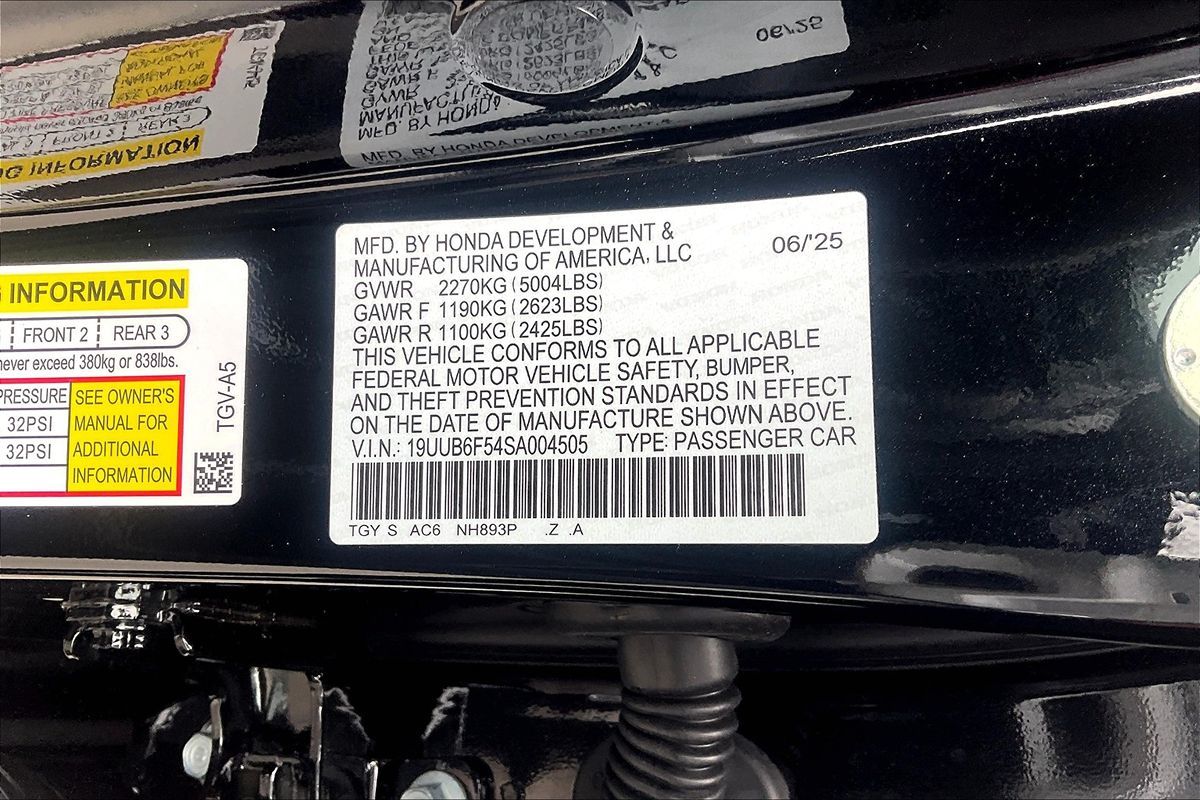 MFD. BY HONDA DEVELOPMENT &
MANUFACTURING OF AMERICA, LLC
06/'25
GVWR 2270KG (5004LBS)
GAWR F 1190KG (2623LBS)
GAWR R 1100KG (2425LBS)
THIS VEHICLE CONFORMS TO ALL APPLICABLE
FEDERAL MOTOR VEHICLE SAFETY, BUMPER,
AND THEFT PREVENTION STANDARDS IN EFFECT
ON THE DATE OF MANUFACTURE SHOWN ABOVE.
V.I.N.: 19UUB6F54SA004505 TYPE: PASSENGER CAR
TGY S AC6 NH893P .Z .A
INFORMATION
FRONT 2 REAR 3
never exceed 380kg or 838lbs.
PRESSURE
32PSI
32PSI
SEE OWNER'S
MANUAL FOR
ADDITIONAL
INFORMATION
TGV-A5